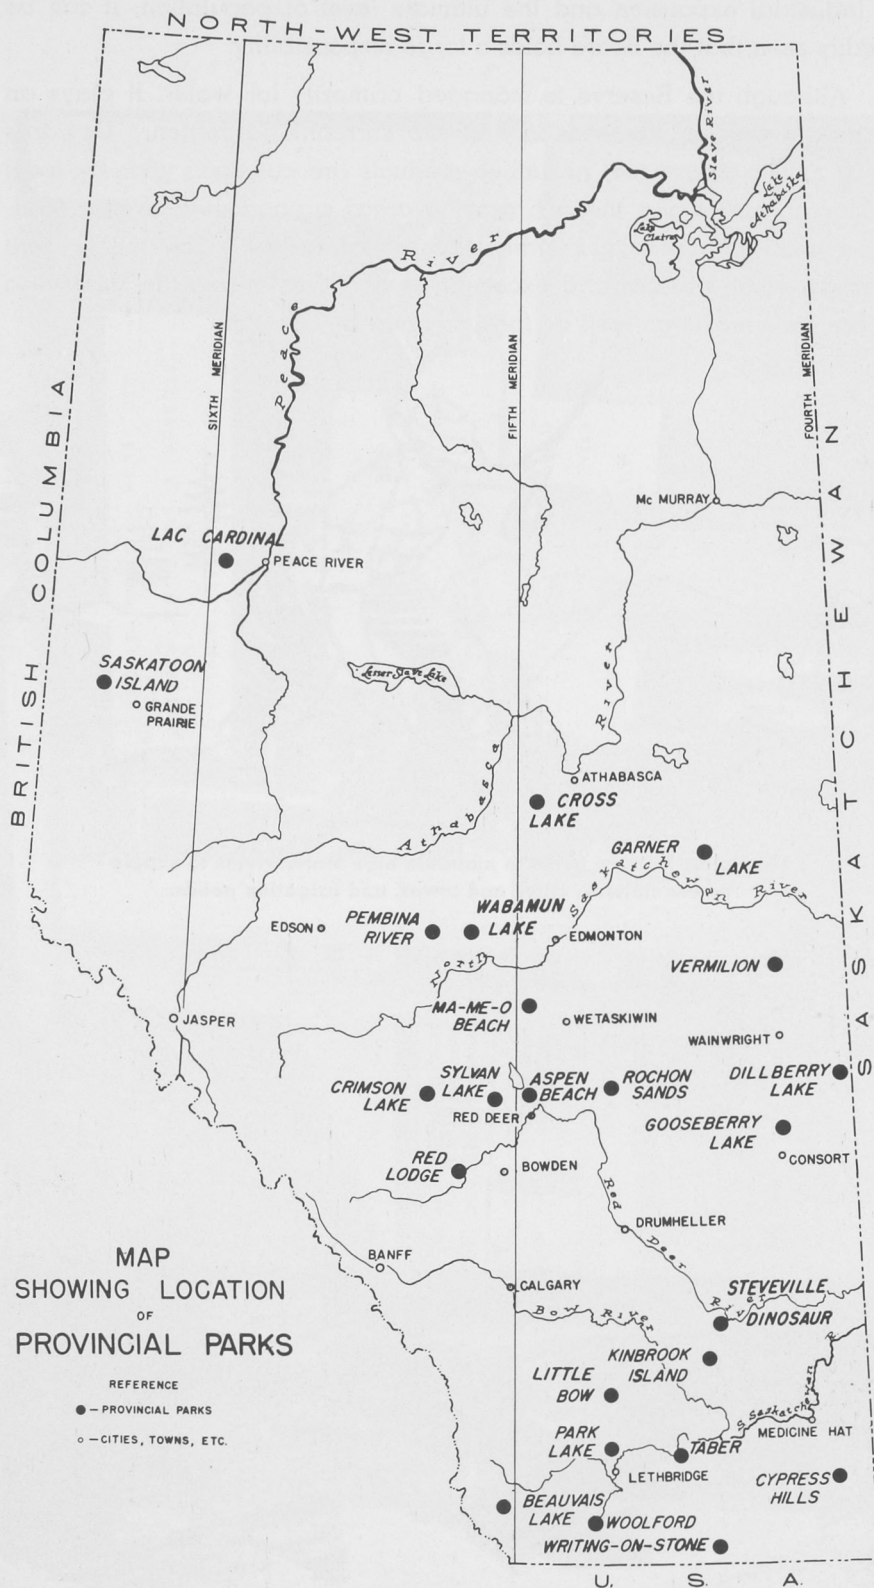 NORTH-WEST TERRITORIES
Slave River
Lake
Athabaska
Lake
Claire
Peace River
SIXTH MERIDIAN
FIFTH MERIDIAN
FOURTH MERIDIAN
BRITISH COLUMBIA
SASKATCHEWAN
Mc MURRAY
LAC CARDINAL
PEACE RIVER
SASKATOON
ISLAND
GRANDE
PRAIRIE
Lesser Slave Lake
Athabasca River
ATHABASCA
CROSS
LAKE
GARNER
LAKE
North Saskatchewan River
EDSON
PEMBINA
RIVER
WABAMUN
LAKE
EDMONTON
VERMILION
MA-ME-O
BEACH
WETASKIWIN
WAINWRIGHT
JASPER
CRIMSON
LAKE
SYLVAN
LAKE
ASPEN
BEACH
ROCHON
SANDS
DILLBERRY
LAKE
RED DEER
GOOSEBERRY
LAKE
CONSORT
RED
LODGE
BOWDEN
Red Deer River
DRUMHELLER
BANFF
CALGARY
Bow River
STEVEVILLE
DINOSAUR
KINBROOK
ISLAND
LITTLE
BOW
S. Saskatchewan R.
MEDICINE HAT
PARK
LAKE
TABER
LETHBRIDGE
CYPRESS
HILLS
BEAUVAIS
LAKE
WOOLFORD
WRITING-ON-STONE
U. S. A.
MAP
SHOWING LOCATION
OF
PROVINCIAL PARKS
REFERENCE
– PROVINCIAL PARKS
– CITIES, TOWNS, ETC.